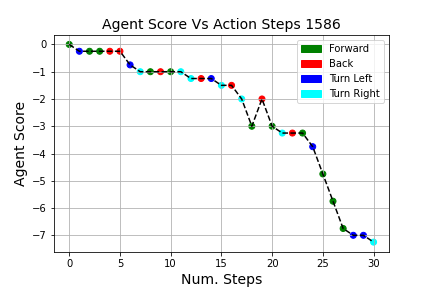 Agent Score Vs Action Steps 1586
Agent Score
0
−1
−2
−3
−4
−5
−6
−7
Forward
Back
Turn Left
Turn Right
0 5 10 15 20 25 30
Num. Steps